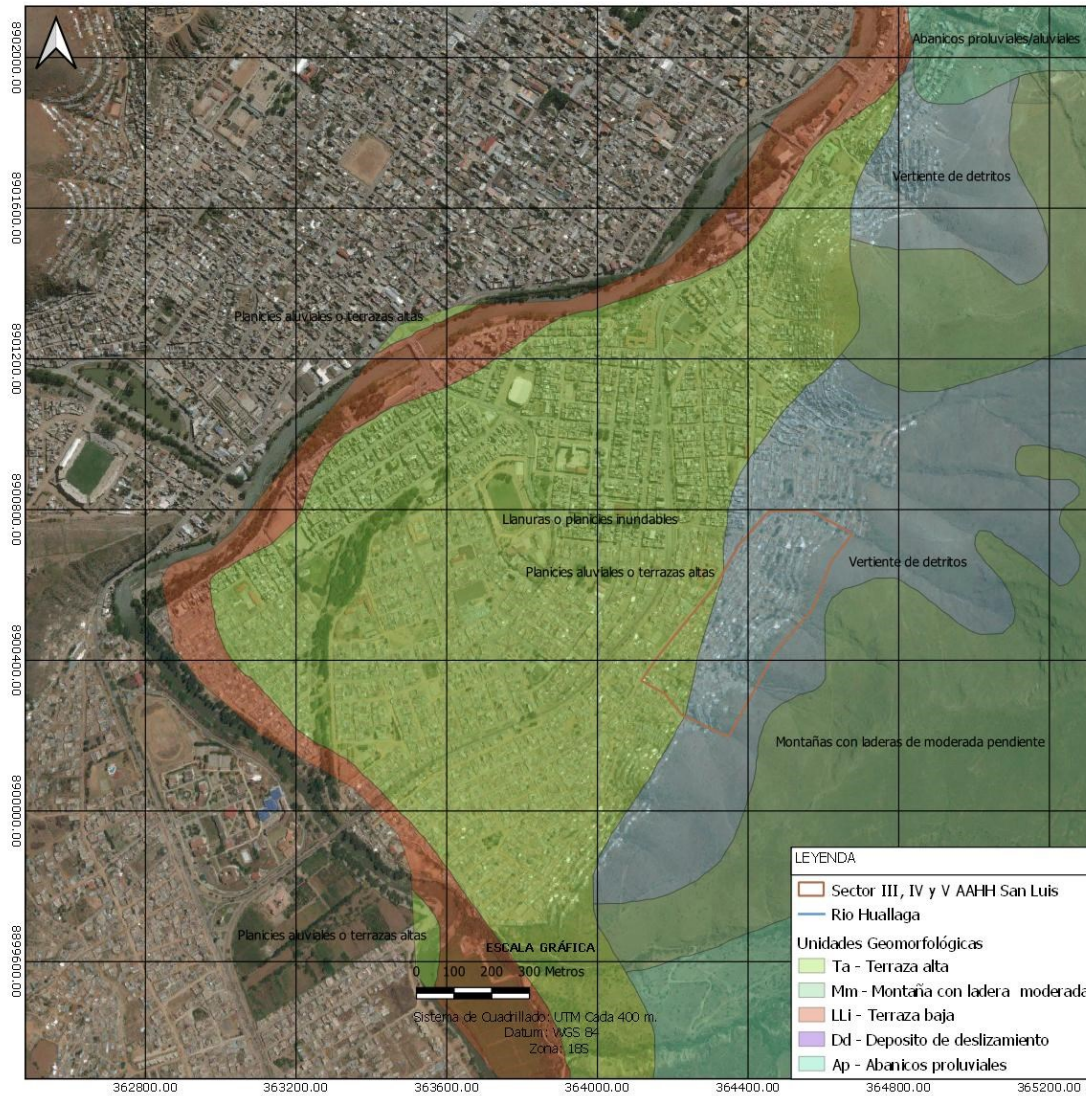 8902000.00
8901600.00
8901200.00
8900800.00
8900400.00
8900000.00
8899600.00
Abanicos proluviales/aluviales
Vertiente de detritos
Planicies aluviales o terrazas altas
Llanuras o planicies inundables
Planicies aluviales o terrazas altas
Vertiente de detritos
Montañas con laderas de moderada pendiente
Planicies aluviales o terrazas altas
ESCALA GRÁFICA
0 100 200 300 Metros
Sistema de Cuadrillado: UTM Cada 400 m.
Datum: WGS 84
Zona: 18S
LEYENDA
Sector III, IV y V AAHH San Luis
Rio Huallaga
Unidades Geomorfológicas
Ta - Terraza alta
Mm - Montaña con ladera moderada
LLi - Terraza baja
Dd - Deposito de deslizamiento
Ap - Abanicos proluviales
362800.00 363200.00 363600.00 364000.00 364400.00 364800.00 365200.00